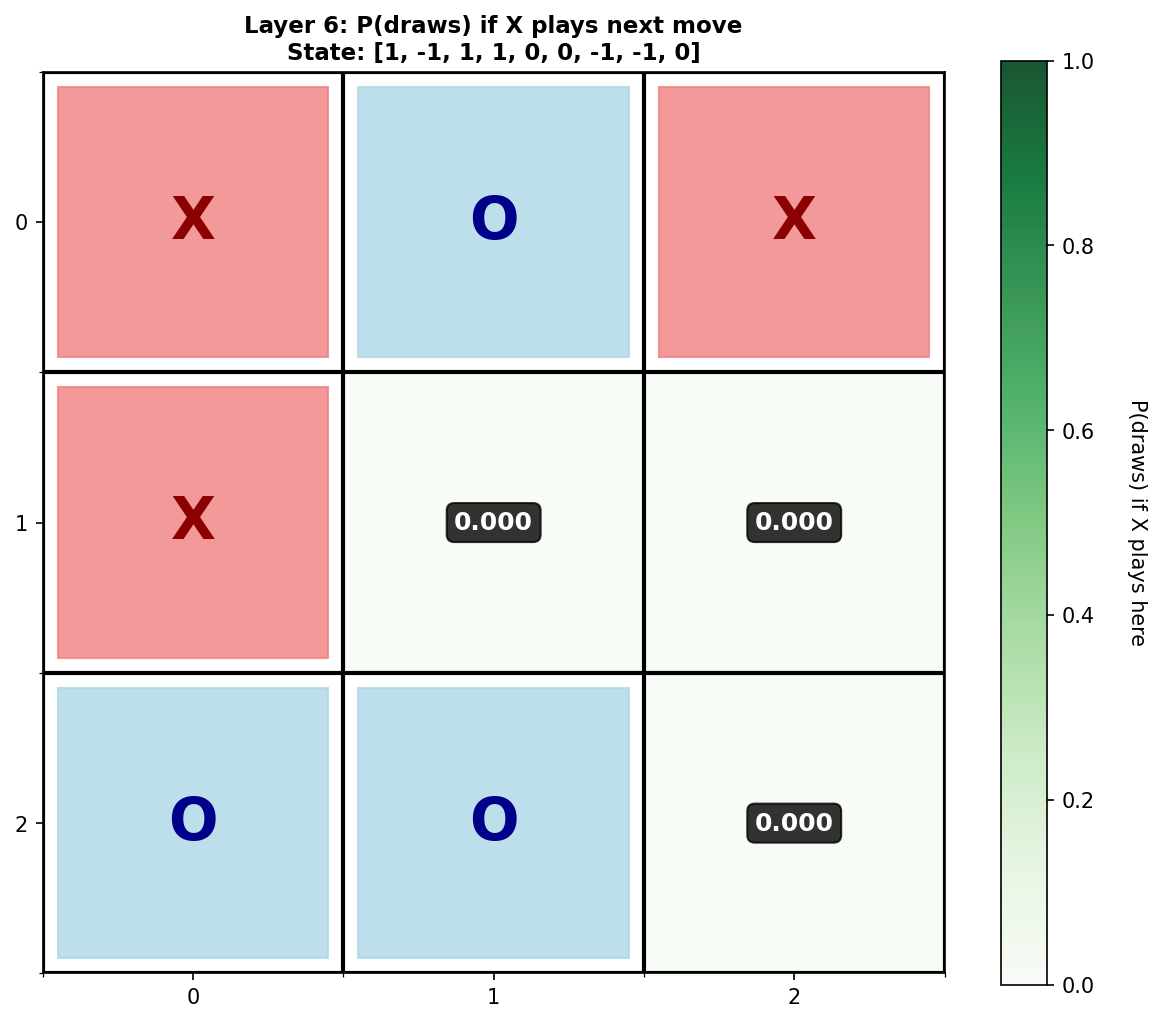 Layer 6: P(draws) if X plays next move
State: [1, -1, 1, 1, 0, 0, -1, -1, 0]
0 X O X
1 X 0.000 0.000
2 O O 0.000
0 1 2
1.0
0.8
0.6
0.4
0.2
0.0
P(draws) if X plays here